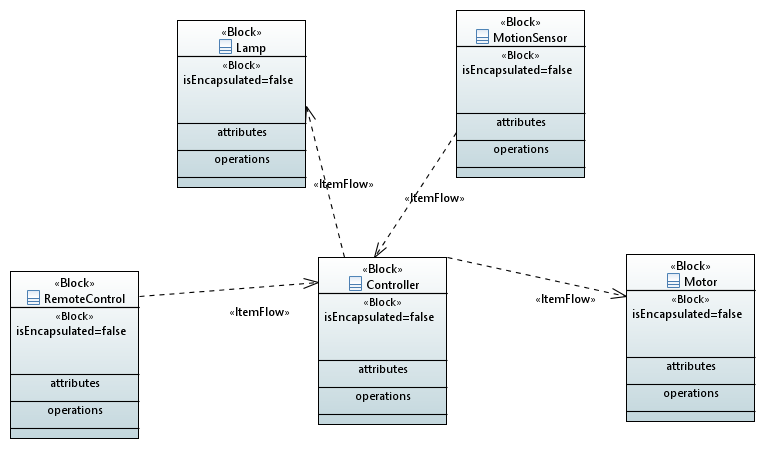 «Block»
Lamp
«Block»
isEncapsulated=false
attributes
operations
«Block»
MotionSensor
«Block»
isEncapsulated=false
attributes
operations
«ItemFlow»
«ItemFlow»
«Block»
RemoteControl
«Block»
isEncapsulated=false
attributes
operations
«ItemFlow»
«Block»
Controller
«Block»
isEncapsulated=false
attributes
operations
«ItemFlow»
«Block»
Motor
«Block»
isEncapsulated=false
attributes
operations